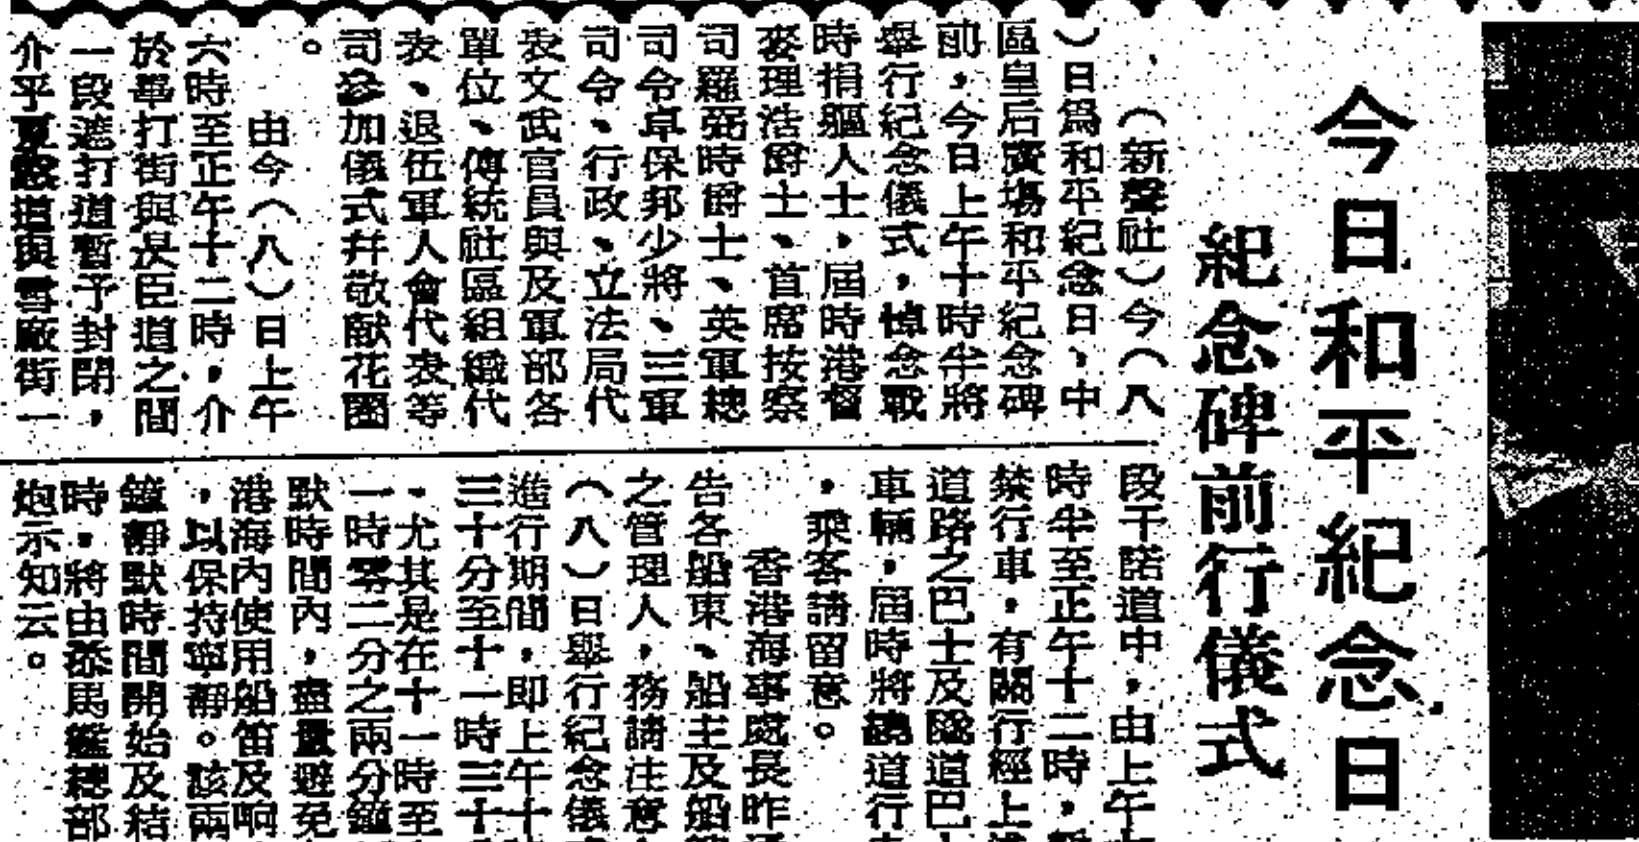 今日和平紀念日
紀念碑前行儀式
（新聲社）今（八
）日爲和平紀念日，中
區皇后廣場和平紀念碑
前，今日上午十時半將
舉行紀念儀式，悼念戰
時捐軀人士，屆時港督
麥理浩爵士、首席按察
司羅弼時爵士、英軍總
司令卓保邦少將、三軍
司令、行政、立法局代
表文武官員與及軍部各
單位、傳統社區組織代
表、退伍軍人會代表等
司參加儀式幷敬献花圈
。
由今（八）日上午
六時至正午十二時，介
於畢打街與戾臣道之間
一段遮打道暫予封閉，
介乎夏慤道與雪廠街一
段干諾道中，由上午
時半至正午十二時，
禁行車，有關行經上
道路之巴士及隧道巴
車輛，屆時將繞道行
，乘客請留意。
香港海事處長昨
告各船東、船主及船
之管理人，務請注意
（八）日舉行紀念儀
進行期間，即上午十
三十分至十一時三十
，尤其是在十一時至
一時零二分之兩分鐘
默時間內，盡量避免
港海內使用船笛及响
，以保持寧靜。該兩
鐘靜默時間開始及結
時，將由添馬艦總部
炮示知云。